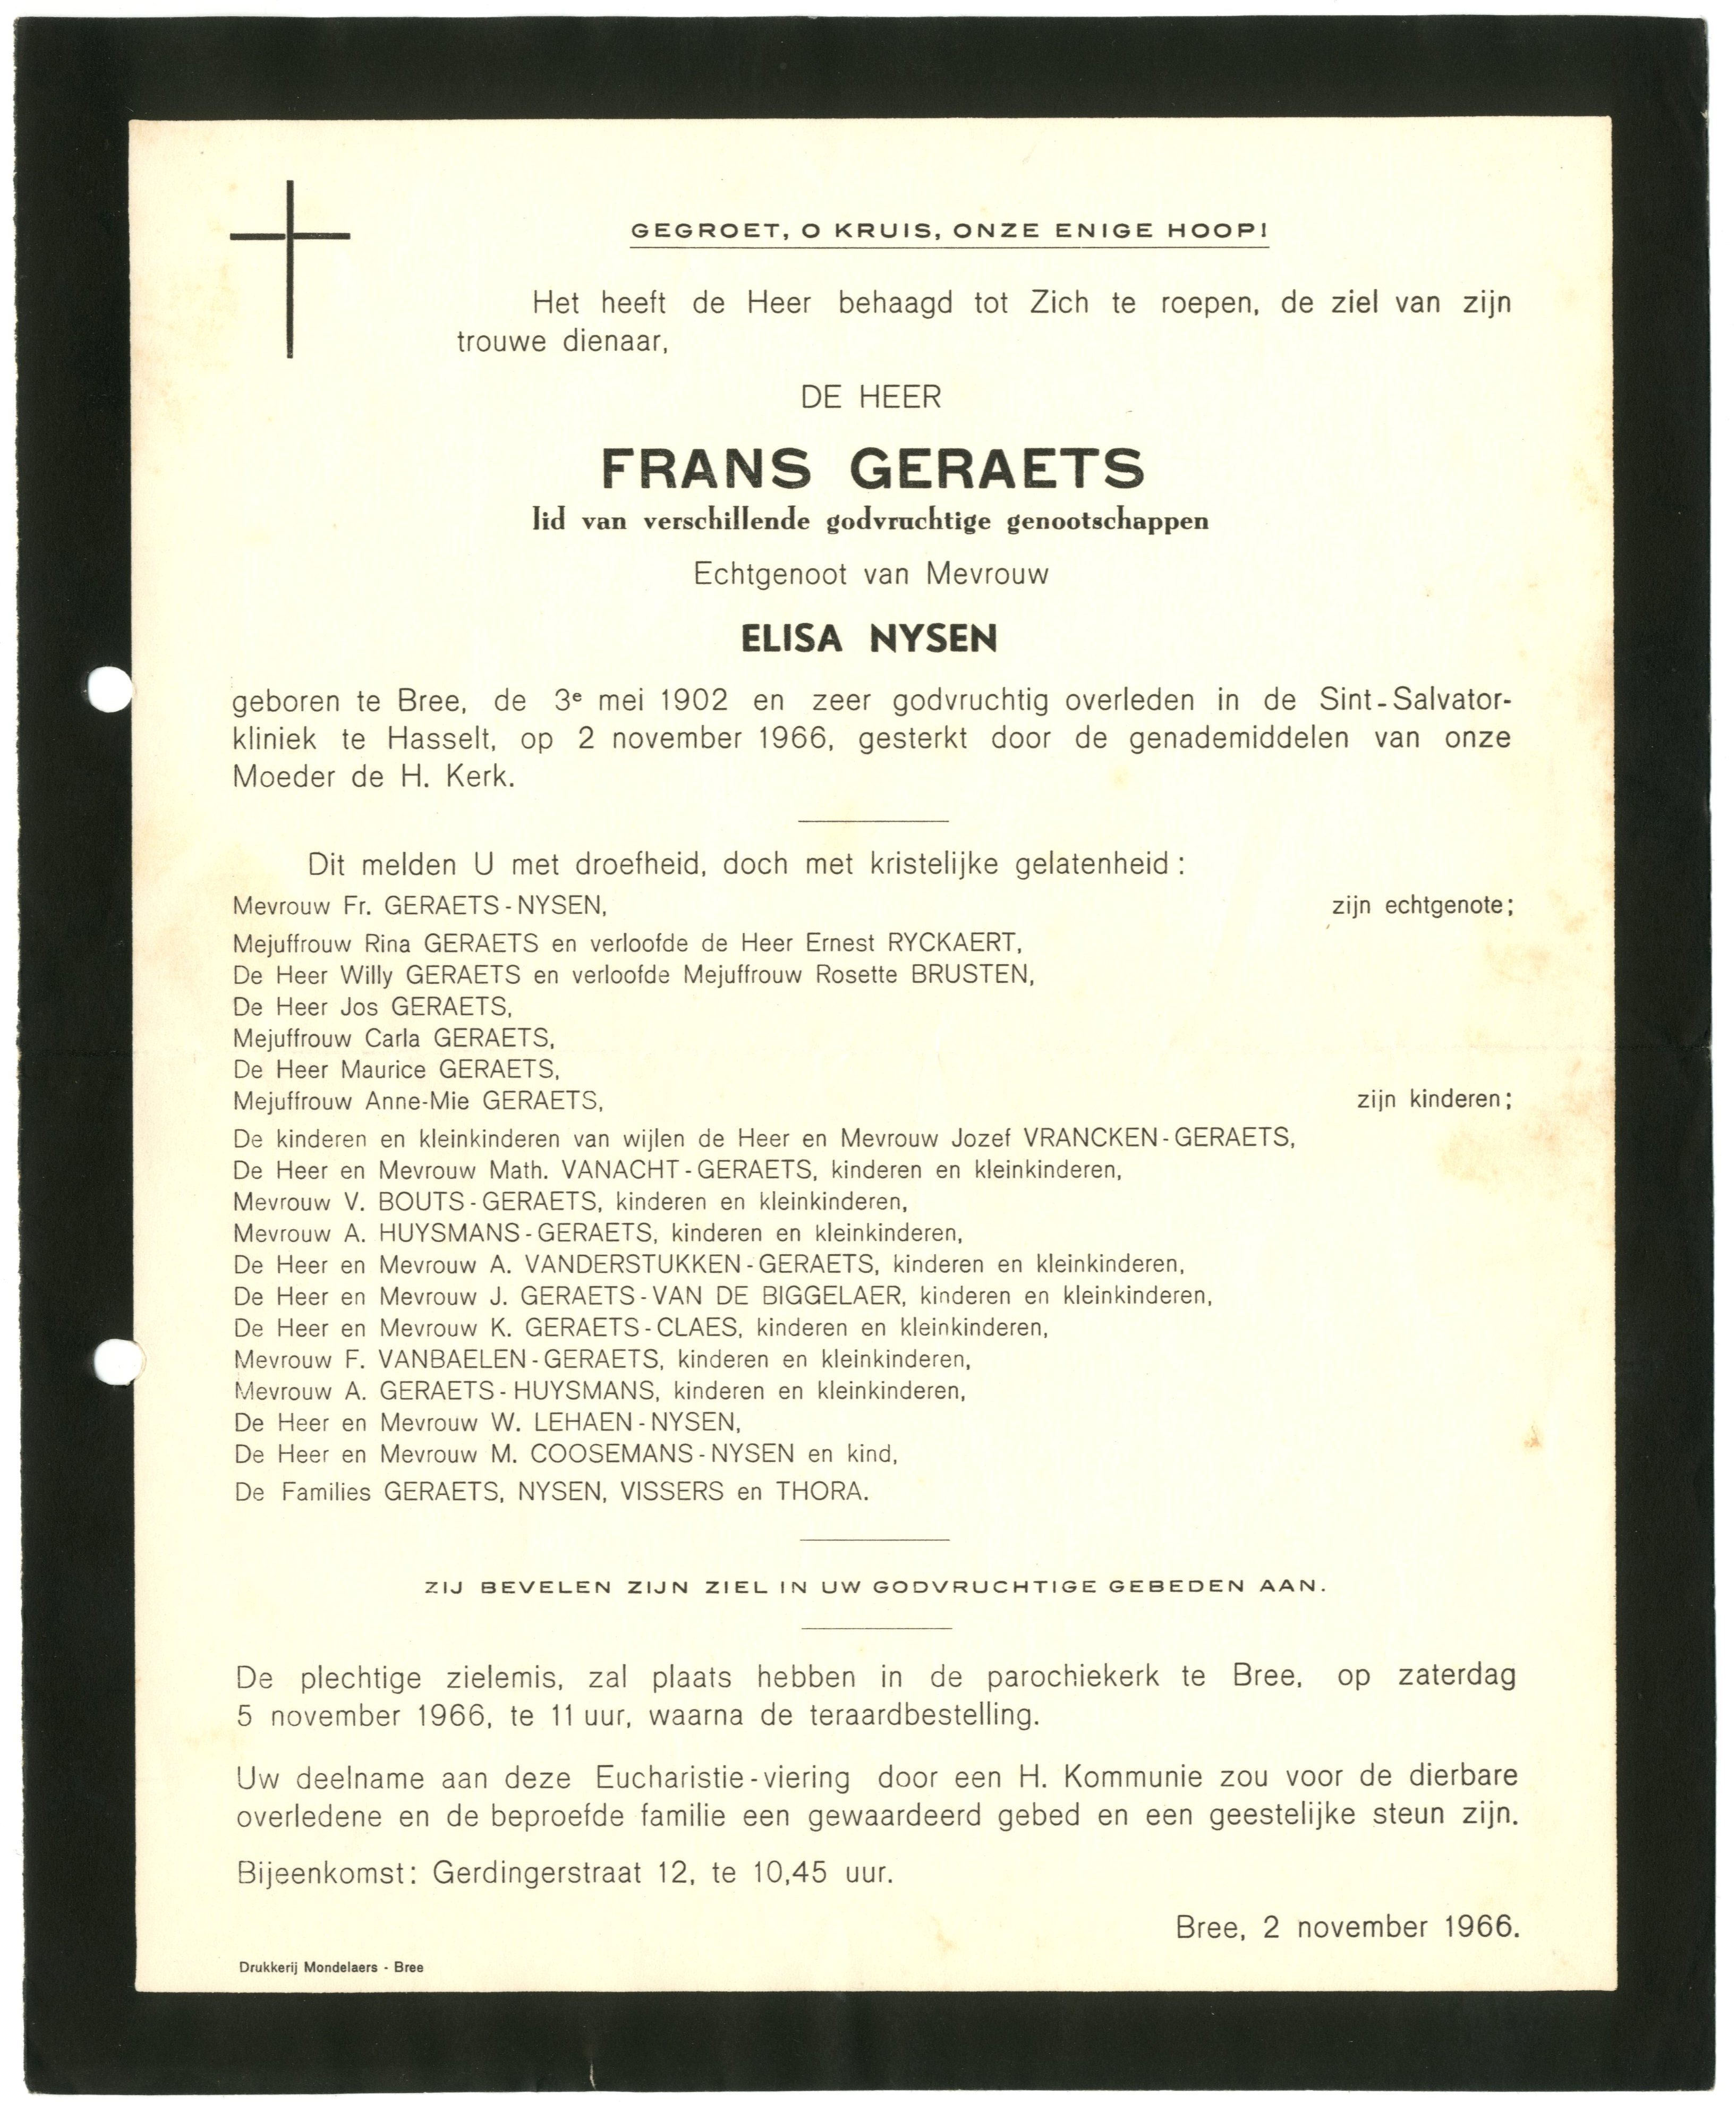 GEGROET, O KRUIS, ONZE ENIGE HOOP!
Het heeft de Heer behaagd tot Zich te roepen, de ziel van zijn
trouwe dienaar,
DE HEER
FRANS GERAETS
lid van verschillende godvruchtige genootschappen
Echtgenoot van Mevrouw
ELISA NYSEN
geboren te Bree, de 3e mei 1902 en zeer godvruchtig overleden in de Sint-Salvator-
kliniek te Hasselt, op 2 november 1966, gesterkt door de genademiddelen van onze
Moeder de H. Kerk.
Dit melden U met droefheid, doch met kristelijke gelatenheid :
Mevrouw Fr. GERAETS-NYSEN, zijn echtgenote;
Mejuffrouw Rina GERAETS en verloofde de Heer Ernest RYCKAERT,
De Heer Willy GERAETS en verloofde Mejuffrouw Rosette BRUSTEN,
De Heer Jos GERAETS,
Mejuffrouw Carla GERAETS,
De Heer Maurice GERAETS,
Mejuffrouw Anne-Mie GERAETS, zijn kinderen;
De kinderen en kleinkinderen van wijlen de Heer en Mevrouw Jozef VRANCKEN-GERAETS,
De Heer en Mevrouw Math. VANACHT-GERAETS, kinderen en kleinkinderen,
Mevrouw V. BOUTS-GERAETS, kinderen en kleinkinderen,
Mevrouw A. HUYSMANS-GERAETS, kinderen en kleinkinderen,
De Heer en Mevrouw A. VANDERSTUKKEN-GERAETS, kinderen en kleinkinderen,
De Heer en Mevrouw J. GERAETS-VAN DE BIGGELAER, kinderen en kleinkinderen,
De Heer en Mevrouw K. GERAETS-CLAES, kinderen en kleinkinderen,
Mevrouw F. VANBAELEN-GERAETS, kinderen en kleinkinderen,
Mevrouw A. GERAETS-HUYSMANS, kinderen en kleinkinderen,
De Heer en Mevrouw W. LEHAEN-NYSEN,
De Heer en Mevrouw M. COOSEMANS-NYSEN en kind,
De Families GERAETS, NYSEN, VISSERS en THORA.
ZIJ BEVELEN ZIJN ZIEL IN UW GODVRUCHTIGE GEBEDEN AAN.
De plechtige zielemis, zal plaats hebben in de parochiekerk te Bree, op zaterdag
5 november 1966, te 11 uur, waarna de teraardbestelling.
Uw deelname aan deze Eucharistie-viering door een H. Kommunie zou voor de dierbare
overledene en de beproefde familie een gewaardeerd gebed en een geestelijke steun zijn.
Bijeenkomst: Gerdingerstraat 12, te 10,45 uur.
Bree, 2 november 1966.
Drukkerij Mondelaers - Bree